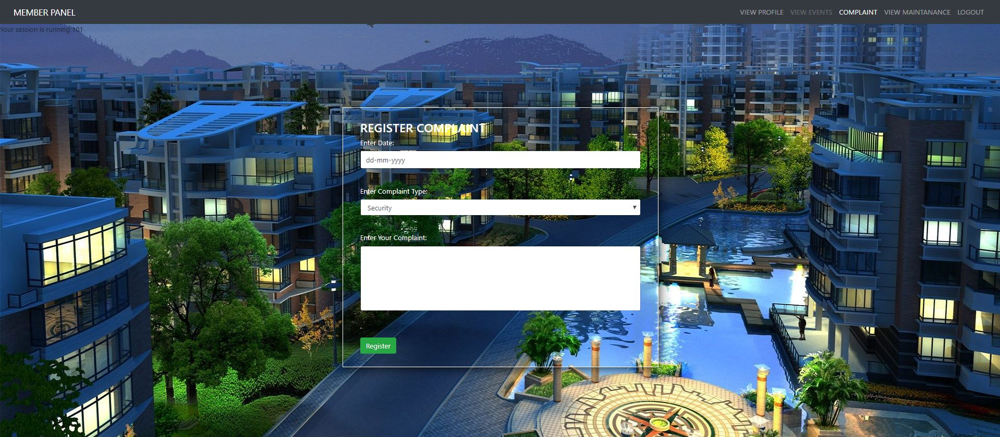 MEMBER PANEL
VIEW PROFILE VIEW EVENTS COMPLAINT VIEW MAINTANANCE LOGOUT
Your session is running 101
REGISTER COMPLAINT
Enter Date:
dd-mm-yyyy
Enter Complaint Type:
Security
Enter Your Complaint:
.
Register